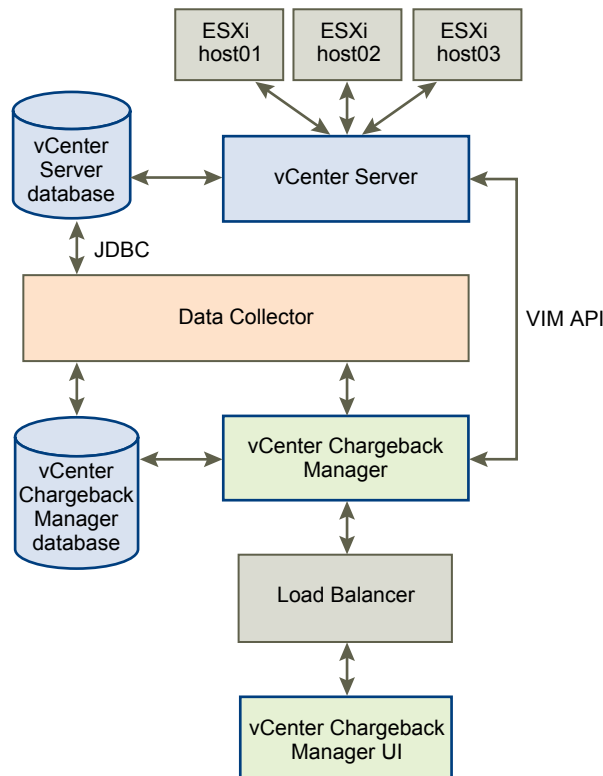 ESXi
host01
ESXi
host02
ESXi
host03
vCenter
Server
database
vCenter Server
JDBC
Data Collector
VIM API
vCenter
Chargeback
Manager
database
vCenter Chargeback
Manager
Load Balancer
vCenter Chargeback
Manager UI